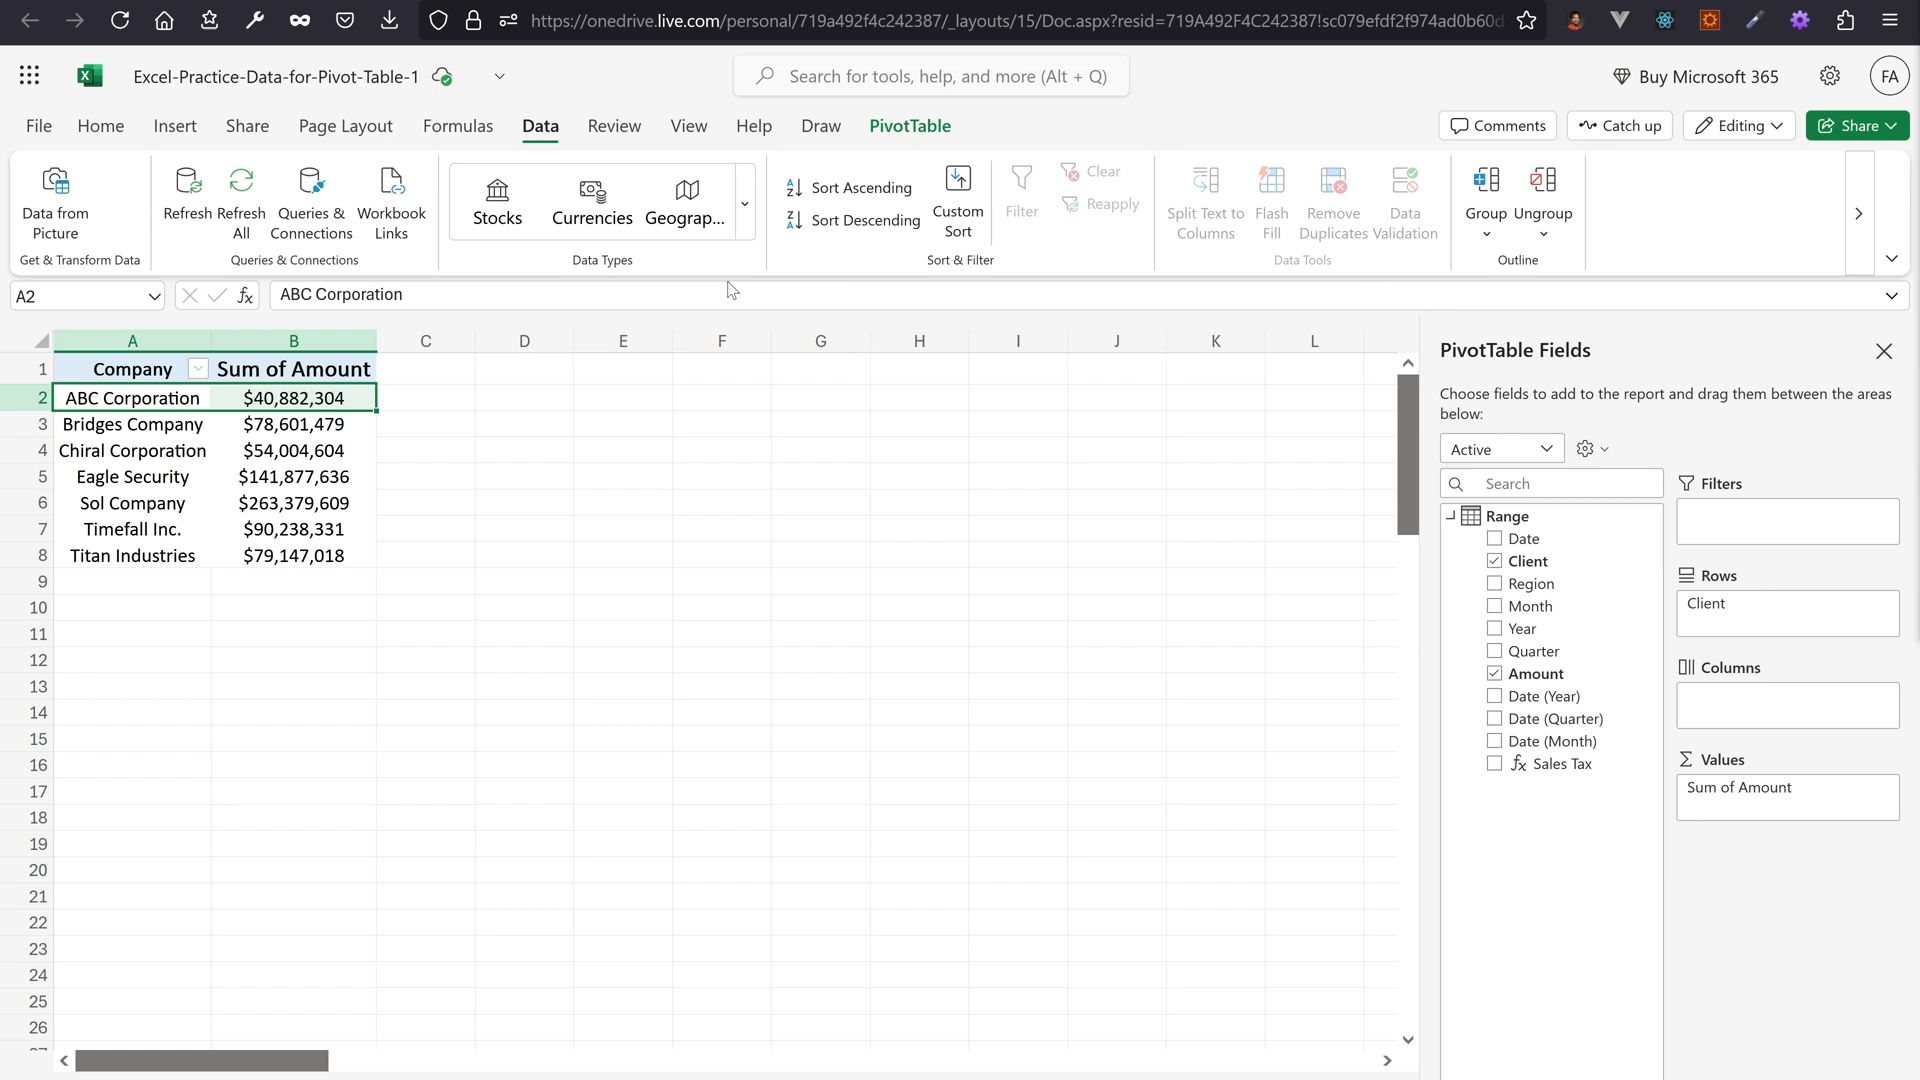 https://onedrive.live.com/personal/719a492f4c242387/_layouts/15/Doc.aspx?resid=719A492F4C242387!sc079efdf2f974ad0b60d
Excel-Practice-Data-for-Pivot-Table-1
Search for tools, help, and more (Alt + Q)
Buy Microsoft 365
FA
File Home Insert Share Page Layout Formulas Data Review View Help Draw PivotTable
Comments Catch up Editing Share
Data from Picture
Get & Transform Data
Refresh
Refresh All
Queries & Connections
Workbook Links
Queries & Connections
Stocks
Currencies
Geograp...
Data Types
Sort Ascending
Sort Descending
Custom Sort
Filter
Clear
Reapply
Sort & Filter
Split Text to Columns
Flash Fill
Remove Duplicates
Data Validation
Data Tools
Group
Ungroup
Outline
A2
fx
ABC Corporation
A B C D E F G H I J K L
1 Company Sum of Amount
2 ABC Corporation $40,882,304
3 Bridges Company $78,601,479
4 Chiral Corporation $54,004,604
5 Eagle Security $141,877,636
6 Sol Company $263,379,609
7 Timefall Inc. $90,238,331
8 Titan Industries $79,147,018
9
10
11
12
13
14
15
16
17
18
19
20
21
22
23
24
25
26
PivotTable Fields
Choose fields to add to the report and drag them between the areas
below:
Active
Search
Range
Date
Client
Region
Month
Year
Quarter
Amount
Date (Year)
Date (Quarter)
Date (Month)
fx Sales Tax
Filters
Rows
Client
Columns
Σ Values
Sum of Amount